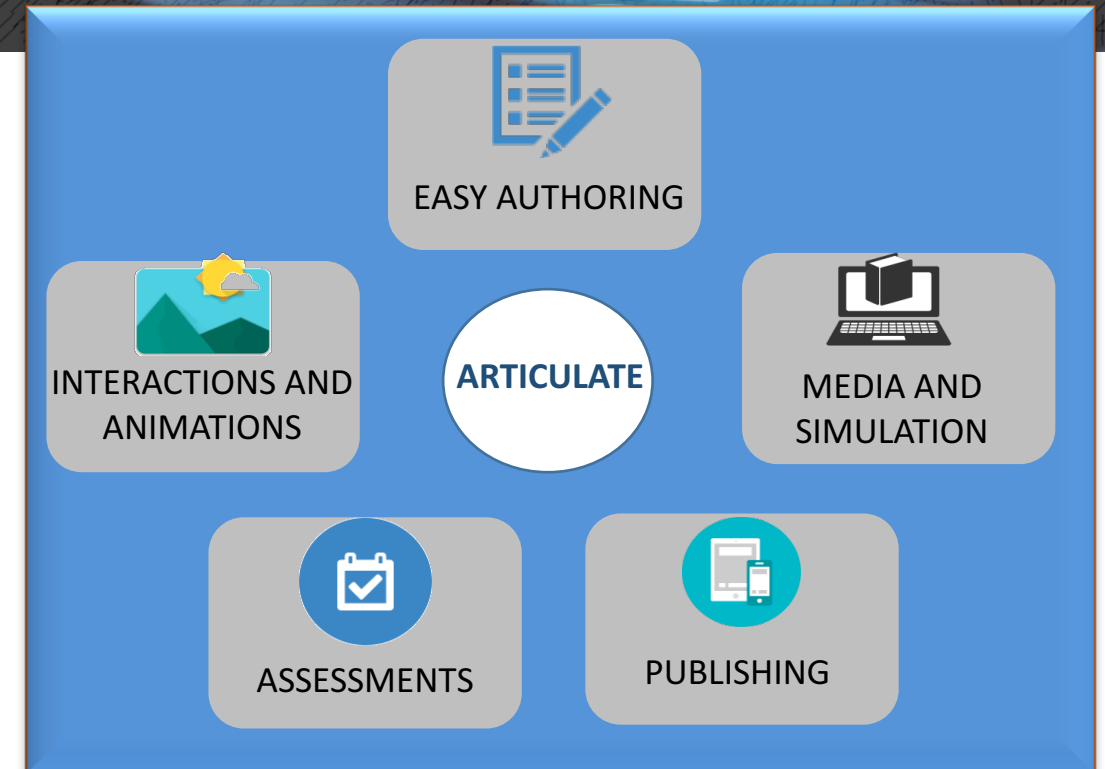 EASY AUTHORING
INTERACTIONS AND
ANIMATIONS
ARTICULATE
MEDIA AND
SIMULATION
ASSESSMENTS
PUBLISHING